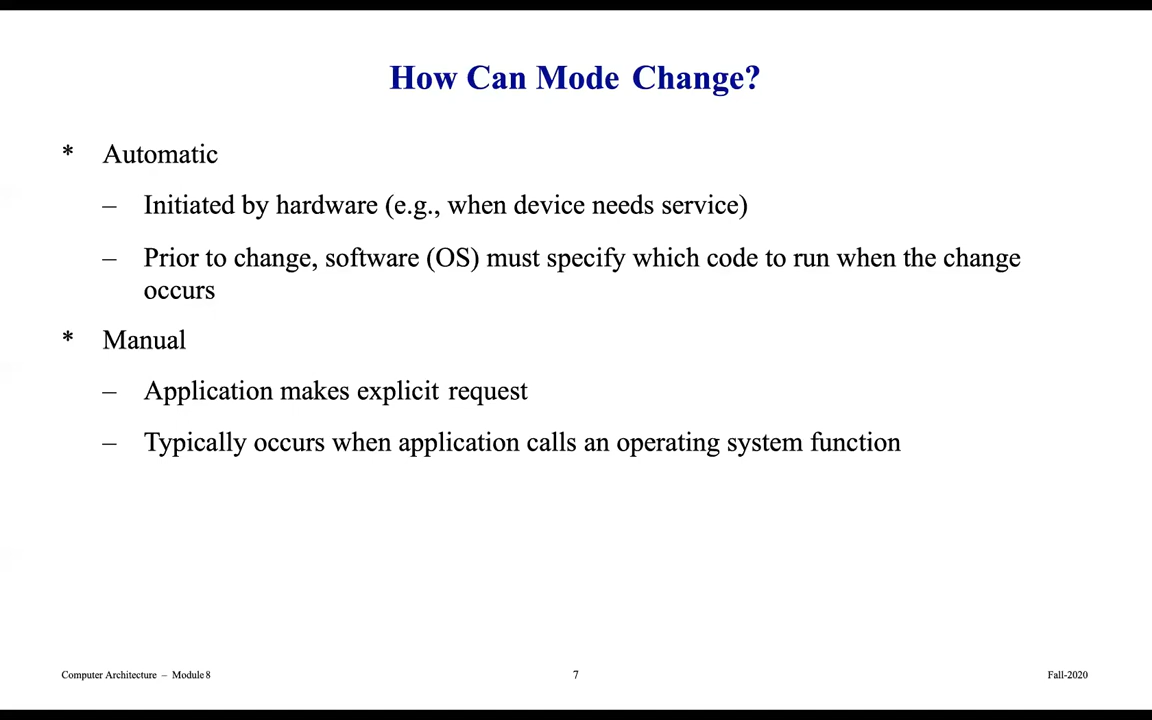 How Can Mode Change?
* Automatic
– Initiated by hardware (e.g., when device needs service)
– Prior to change, software (OS) must specify which code to run when the change
occurs
* Manual
– Application makes explicit request
– Typically occurs when application calls an operating system function
Computer Architecture – Module 8 7 Fall-2020